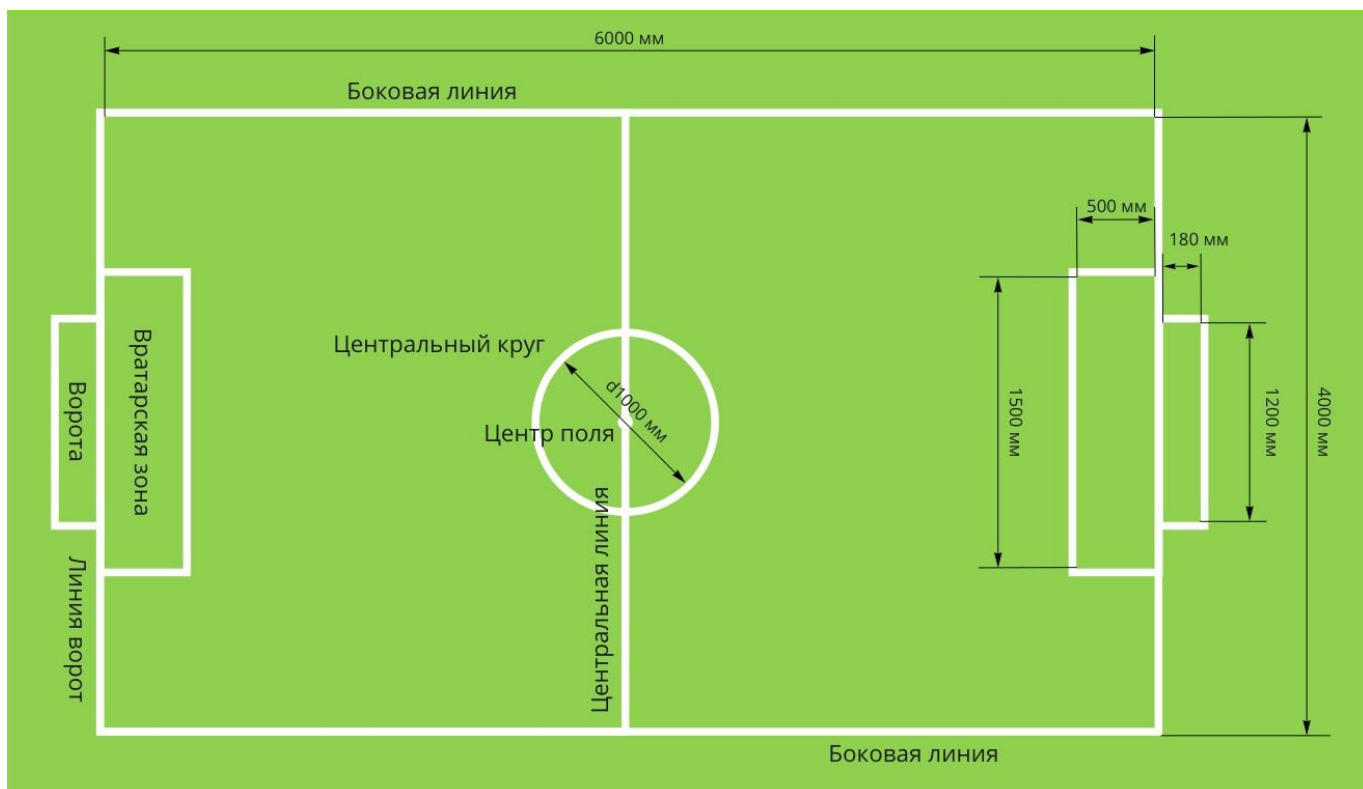 6000 мм
Боковая линия
500 мм
180 мм
Центральный круг
d1000 мм
Центр поля
Вратарская зона
Ворота
1500 мм
1200 мм
4000 мм
Линия ворот
Центральная линия
Боковая линия